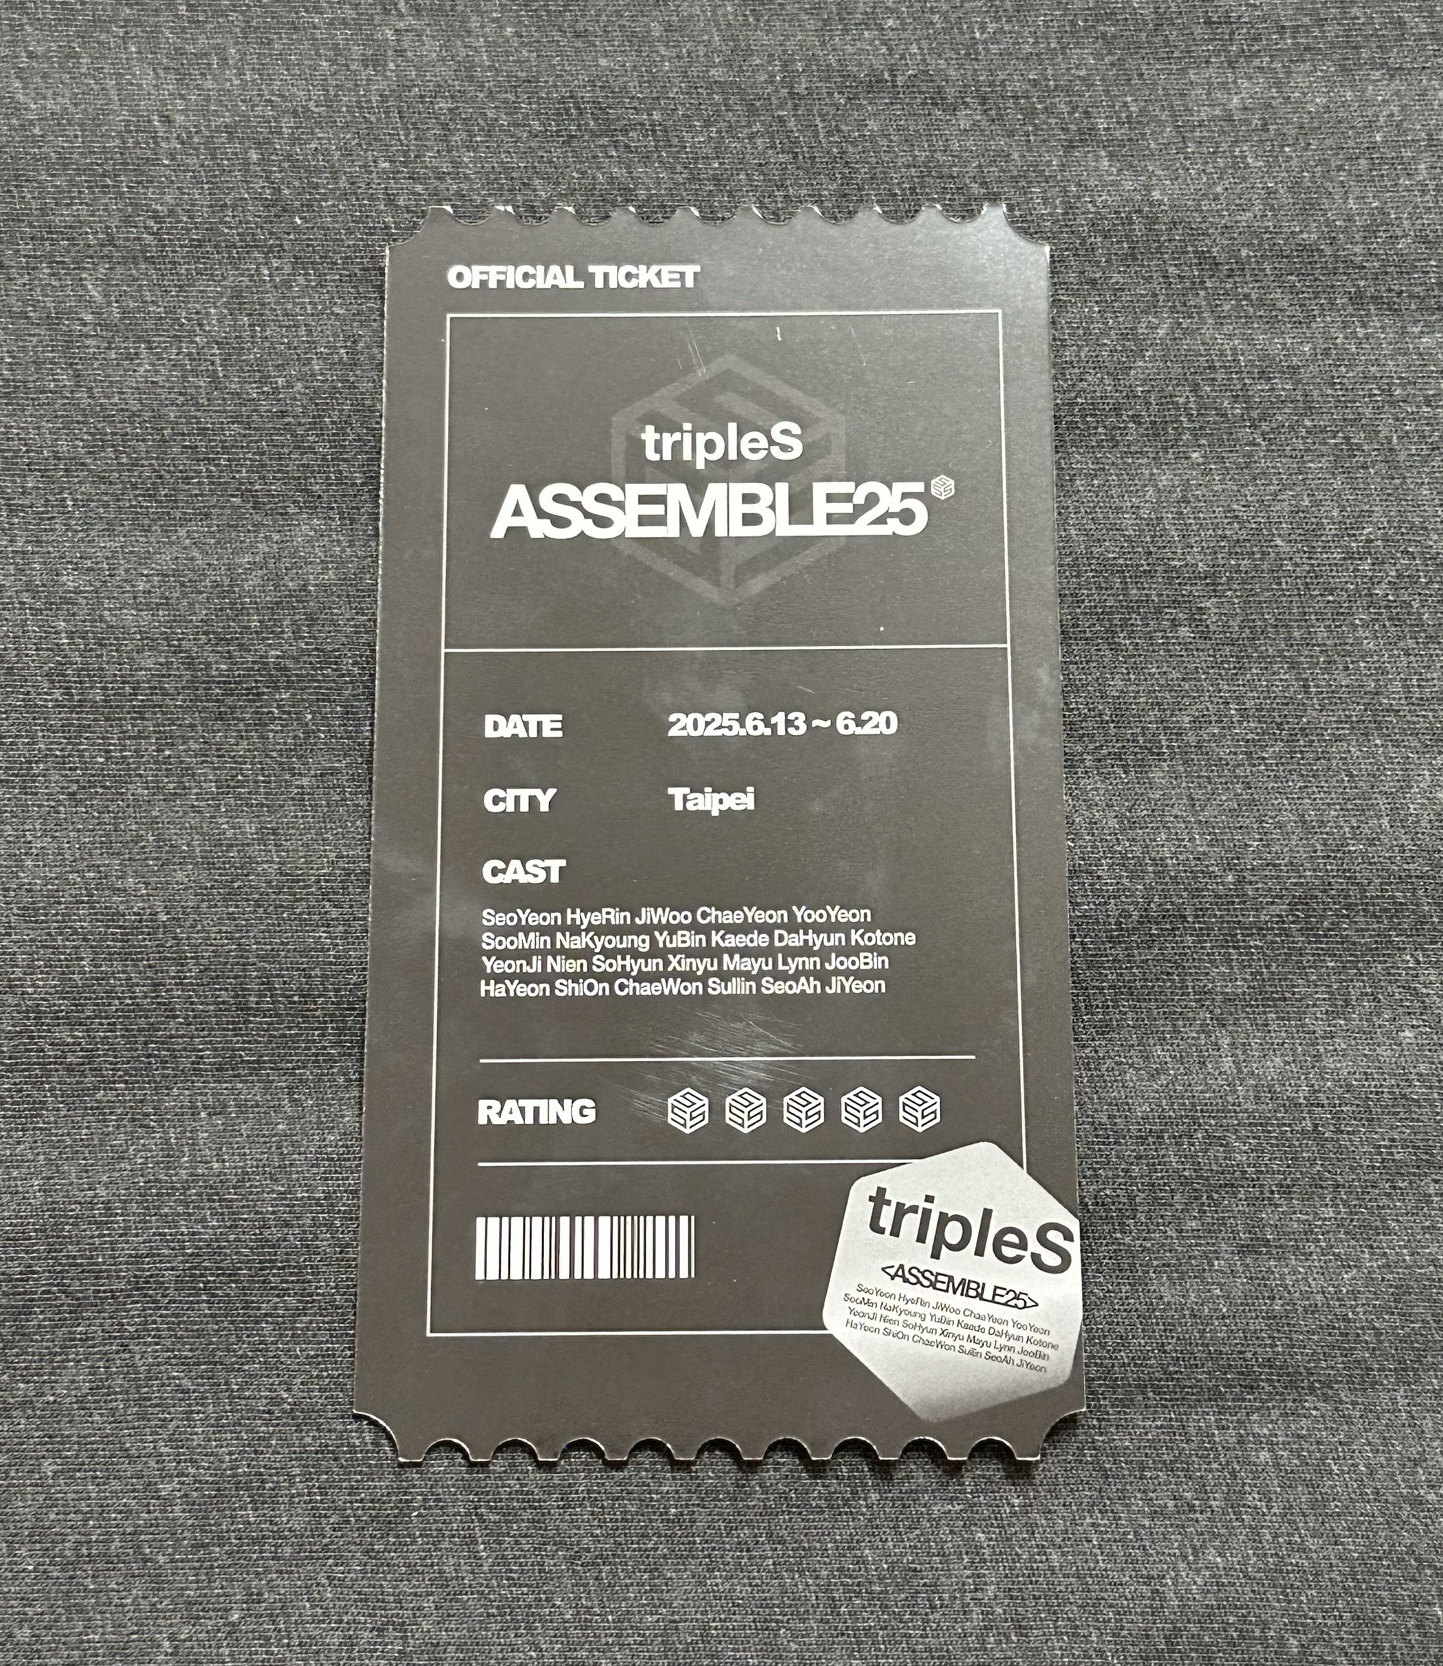 OFFICIAL TICKET
tripleS
ASSEMBLE25
DATE 2025.6.13 ~ 6.20
CITY Taipei
CAST
SeoYeon HyeRin JiWoo ChaeYeon YooYeon
SooMin NaKyoung YuBin Kaede DaHyun Kotone
YeonJi Nien SoHyun Xinyu Mayu Lynn JooBin
HaYeon ShiOn ChaeWon Sullin SeoAh JiYeon
RATING
tripleS
<ASSEMBLE25>
SeoYeon HyeRin JiWoo ChaeYeon YooYeon
SooMin NaKyoung YuBin Kaede DaHyun Kotone
YeonJi Nien SoHyun Xinyu Mayu Lynn JooBin
HaYeon ShiOn ChaeWon Sullin SeoAh JiYeon